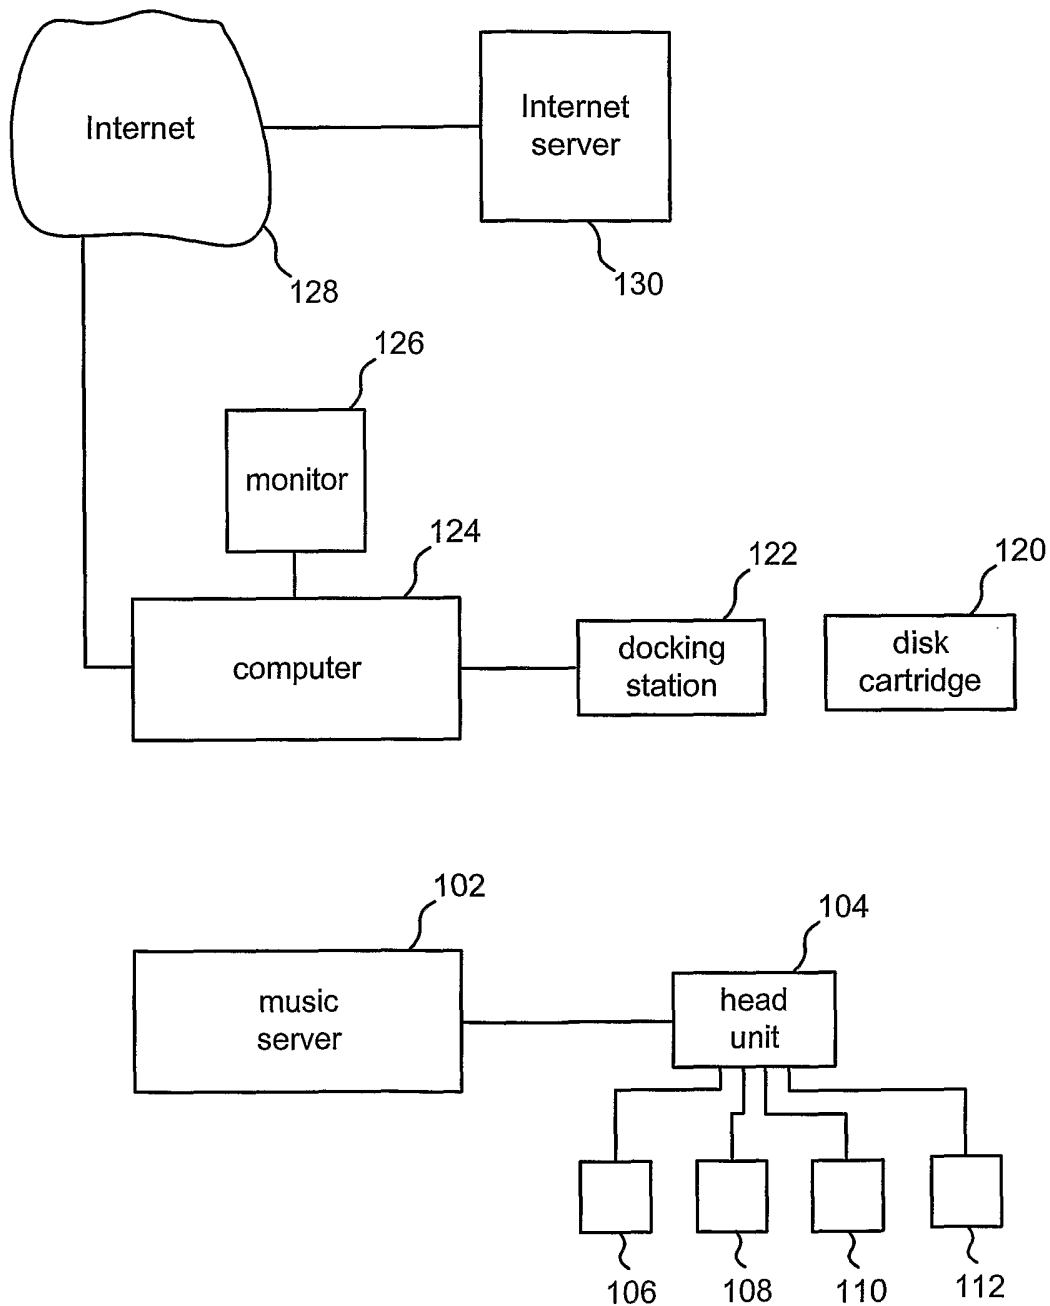 Internet
Internet
server
128
130
126
monitor
124
computer
122
docking
station
120
disk
cartridge
102
music
server
104
head
unit
106
108
110
112